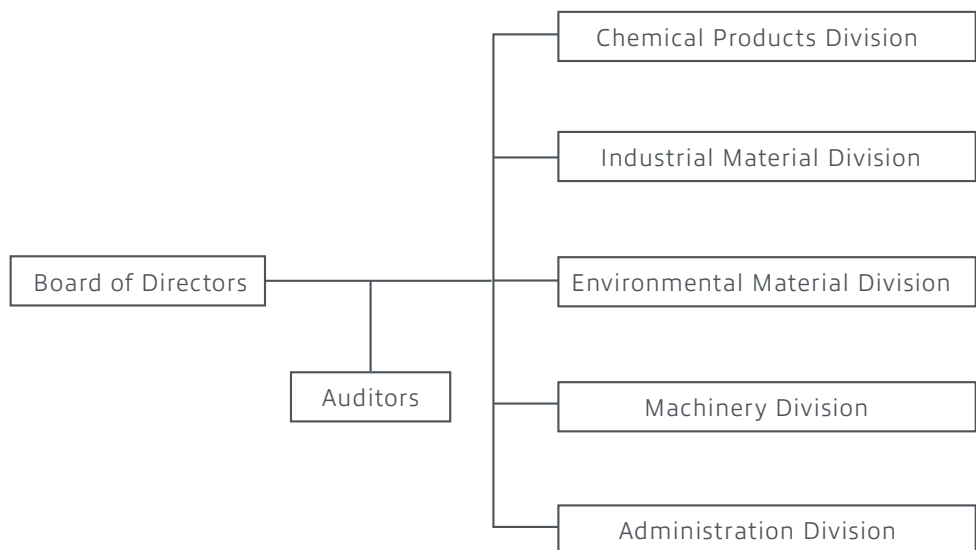 Chemical Products Division
Industrial Material Division
Board of Directors
Environmental Material Division
Auditors
Machinery Division
Administration Division